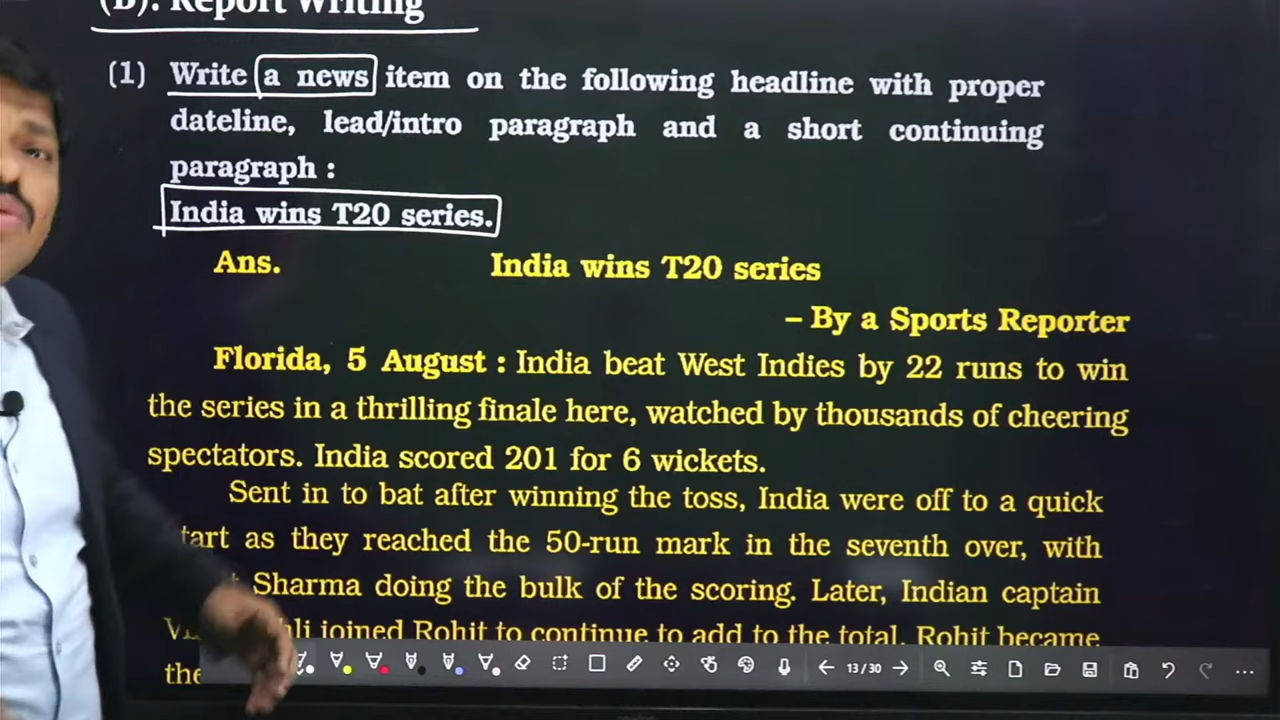 (B): Report Writing
(1) Write a news item on the following headline with proper
dateline, lead/intro paragraph and a short continuing
paragraph :
India wins T20 series.
Ans. India wins T20 series
– By a Sports Reporter
Florida, 5 August : India beat West Indies by 22 runs to win
the series in a thrilling finale here, watched by thousands of cheering
spectators. India scored 201 for 6 wickets.
Sent in to bat after winning the toss, India were off to a quick
tart as they reached the 50-run mark in the seventh over, with
Sharma doing the bulk of the scoring. Later, Indian captain
joined Rohit to continue to add to the total. Rohit became
the
13/30